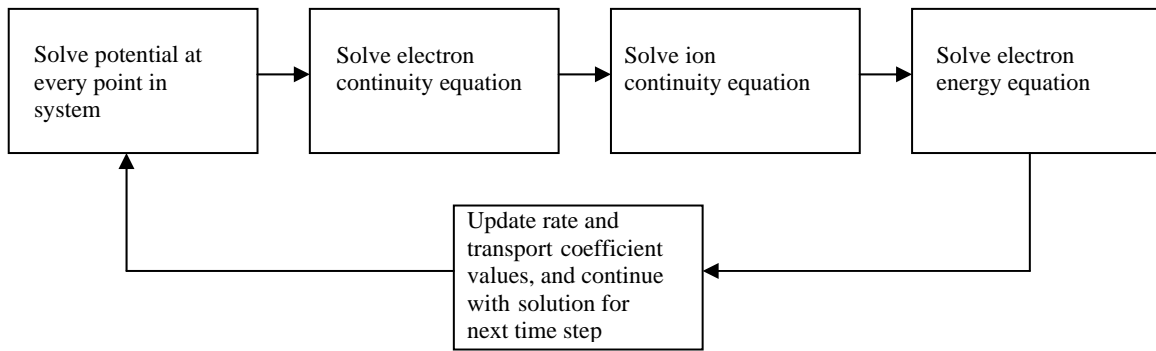 Solve potential at
every point in
system
Solve electron
continuity equation
Solve ion
continuity equation
Solve electron
energy equation
Update rate and
transport coefficient
values, and continue
with solution for
next time step